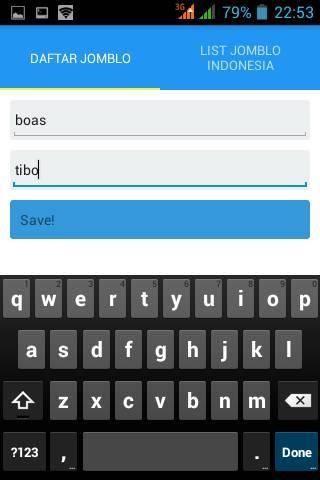 3G
79% 22:53
DAFTAR JOMBLO
LIST JOMBLO
INDONESIA
boas
tibo
Save!
1 2 3 4 5 6 7 8 9 0
q w e r t y u i o p
a s d f g h j k l
z x c v b n m
?123 , ... . ... Done